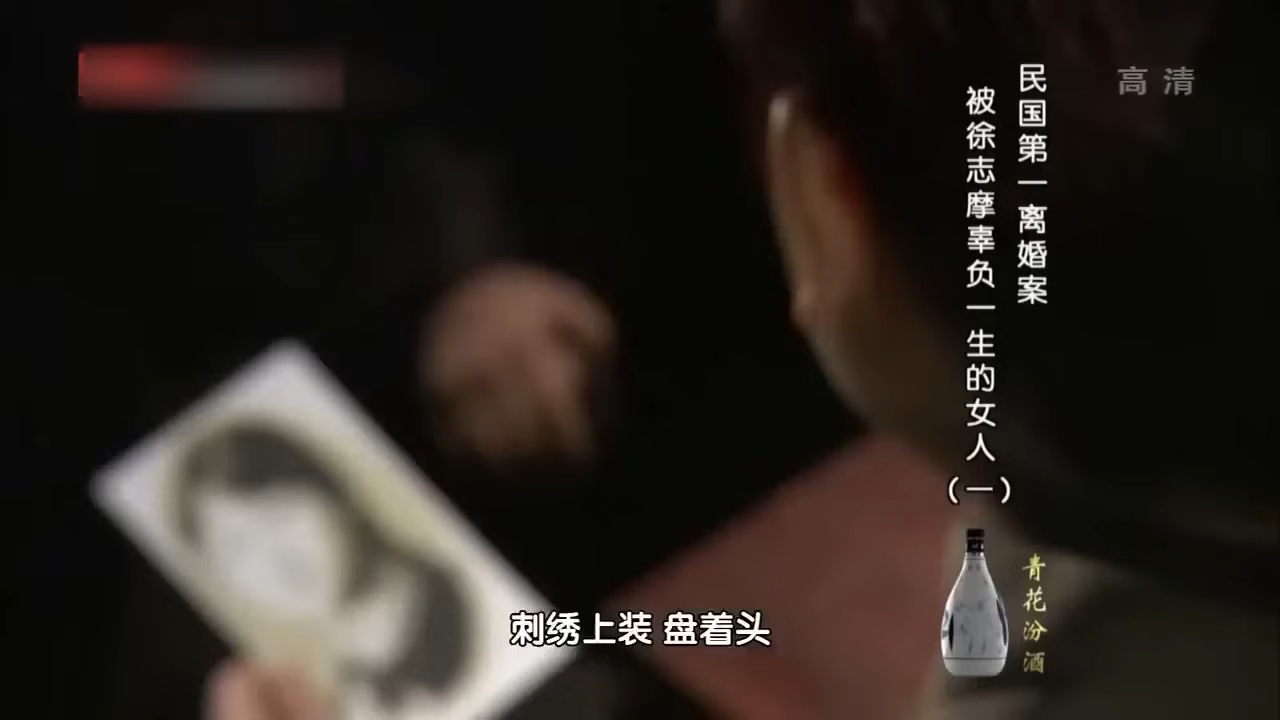 高清
民国第一离婚案
被徐志摩辜负一生的女人(一)
青花汾酒
刺绣上装 盘着头